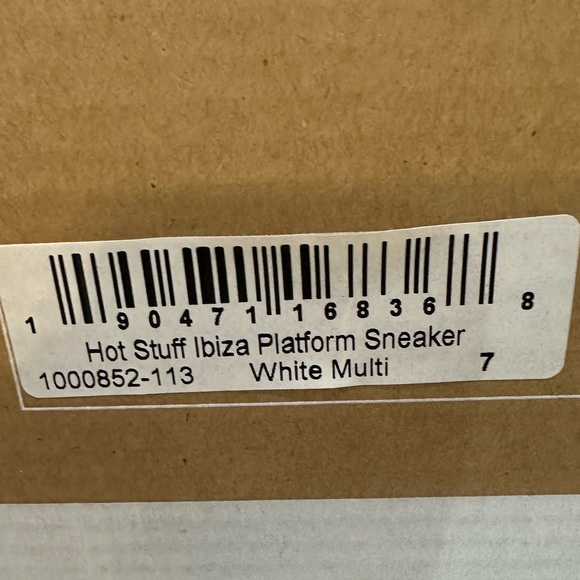 1 90471 16836 8
Hot Stuff Ibiza Platform Sneaker
1000852-113 White Multi 7